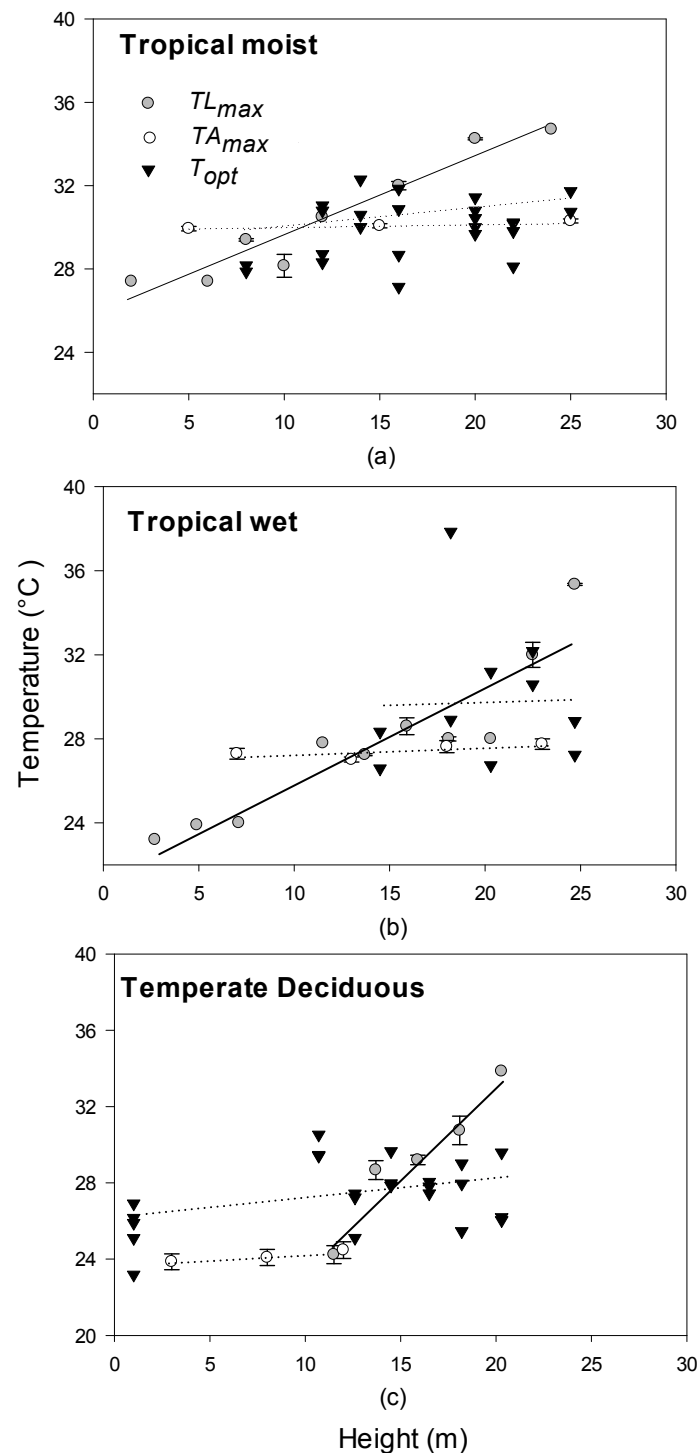 40
Tropical moist
36
TLmax
TAmax
Topt
32
28
24
0 5 10 15 20 25 30
(a)
40
Tropical wet
36
32
28
24
0 5 10 15 20 25 30
(b)
Temperature (°C)
40
Temperate Deciduous
36
32
28
24
20
0 5 10 15 20 25 30
(c)
Height (m)